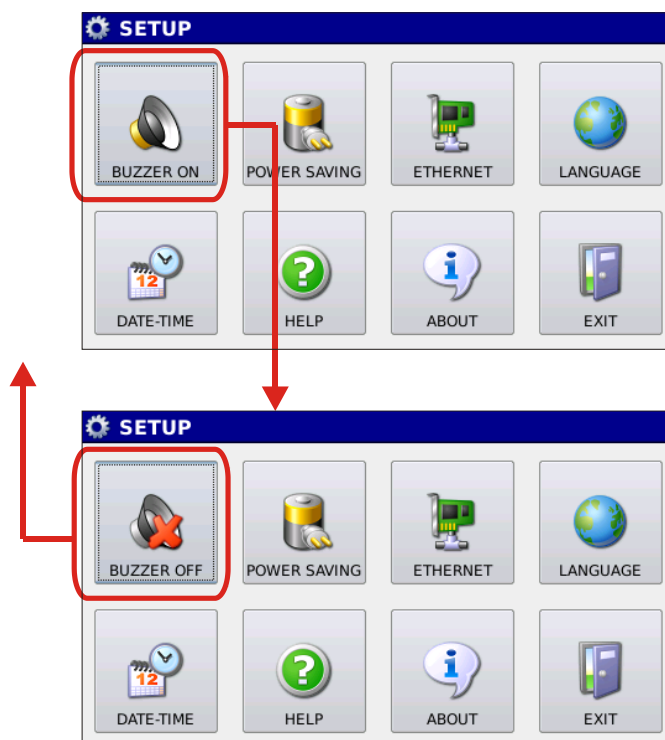 SETUP
BUZZER ON POWER SAVING ETHERNET LANGUAGE
12
DATE-TIME HELP ABOUT EXIT
SETUP
BUZZER OFF POWER SAVING ETHERNET LANGUAGE
12
DATE-TIME HELP ABOUT EXIT